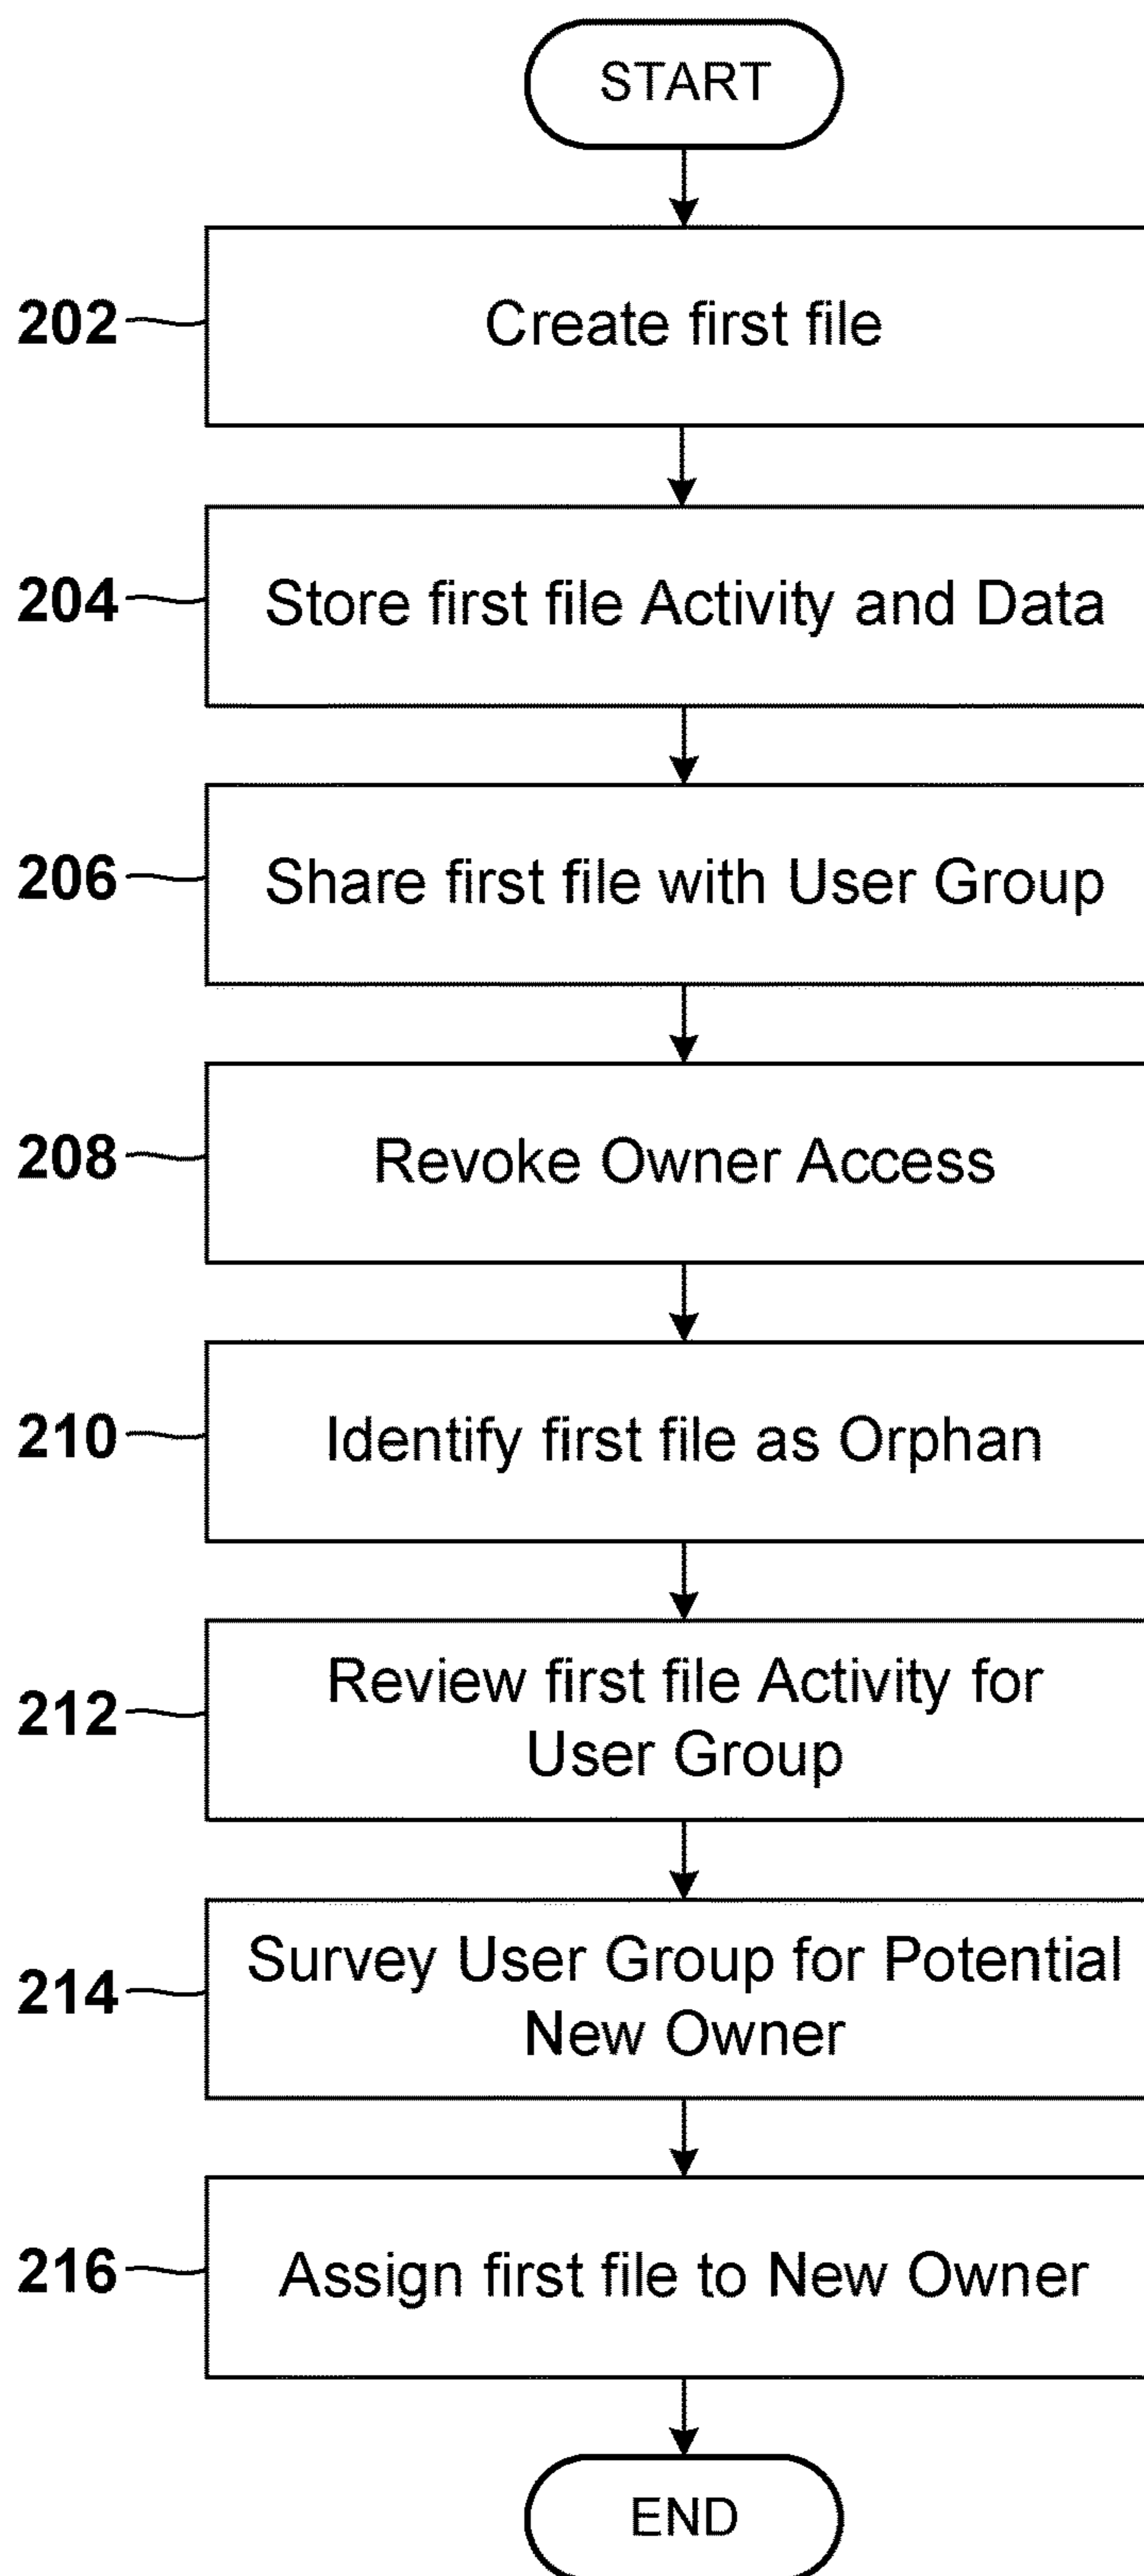 START
202
Create first file
204
Store first file Activity and Data
206
Share first file with User Group
208
Revoke Owner Access
210
Identify first file as Orphan
212
Review first file Activity for
User Group
214
Survey User Group for Potential
New Owner
216
Assign first file to New Owner
END